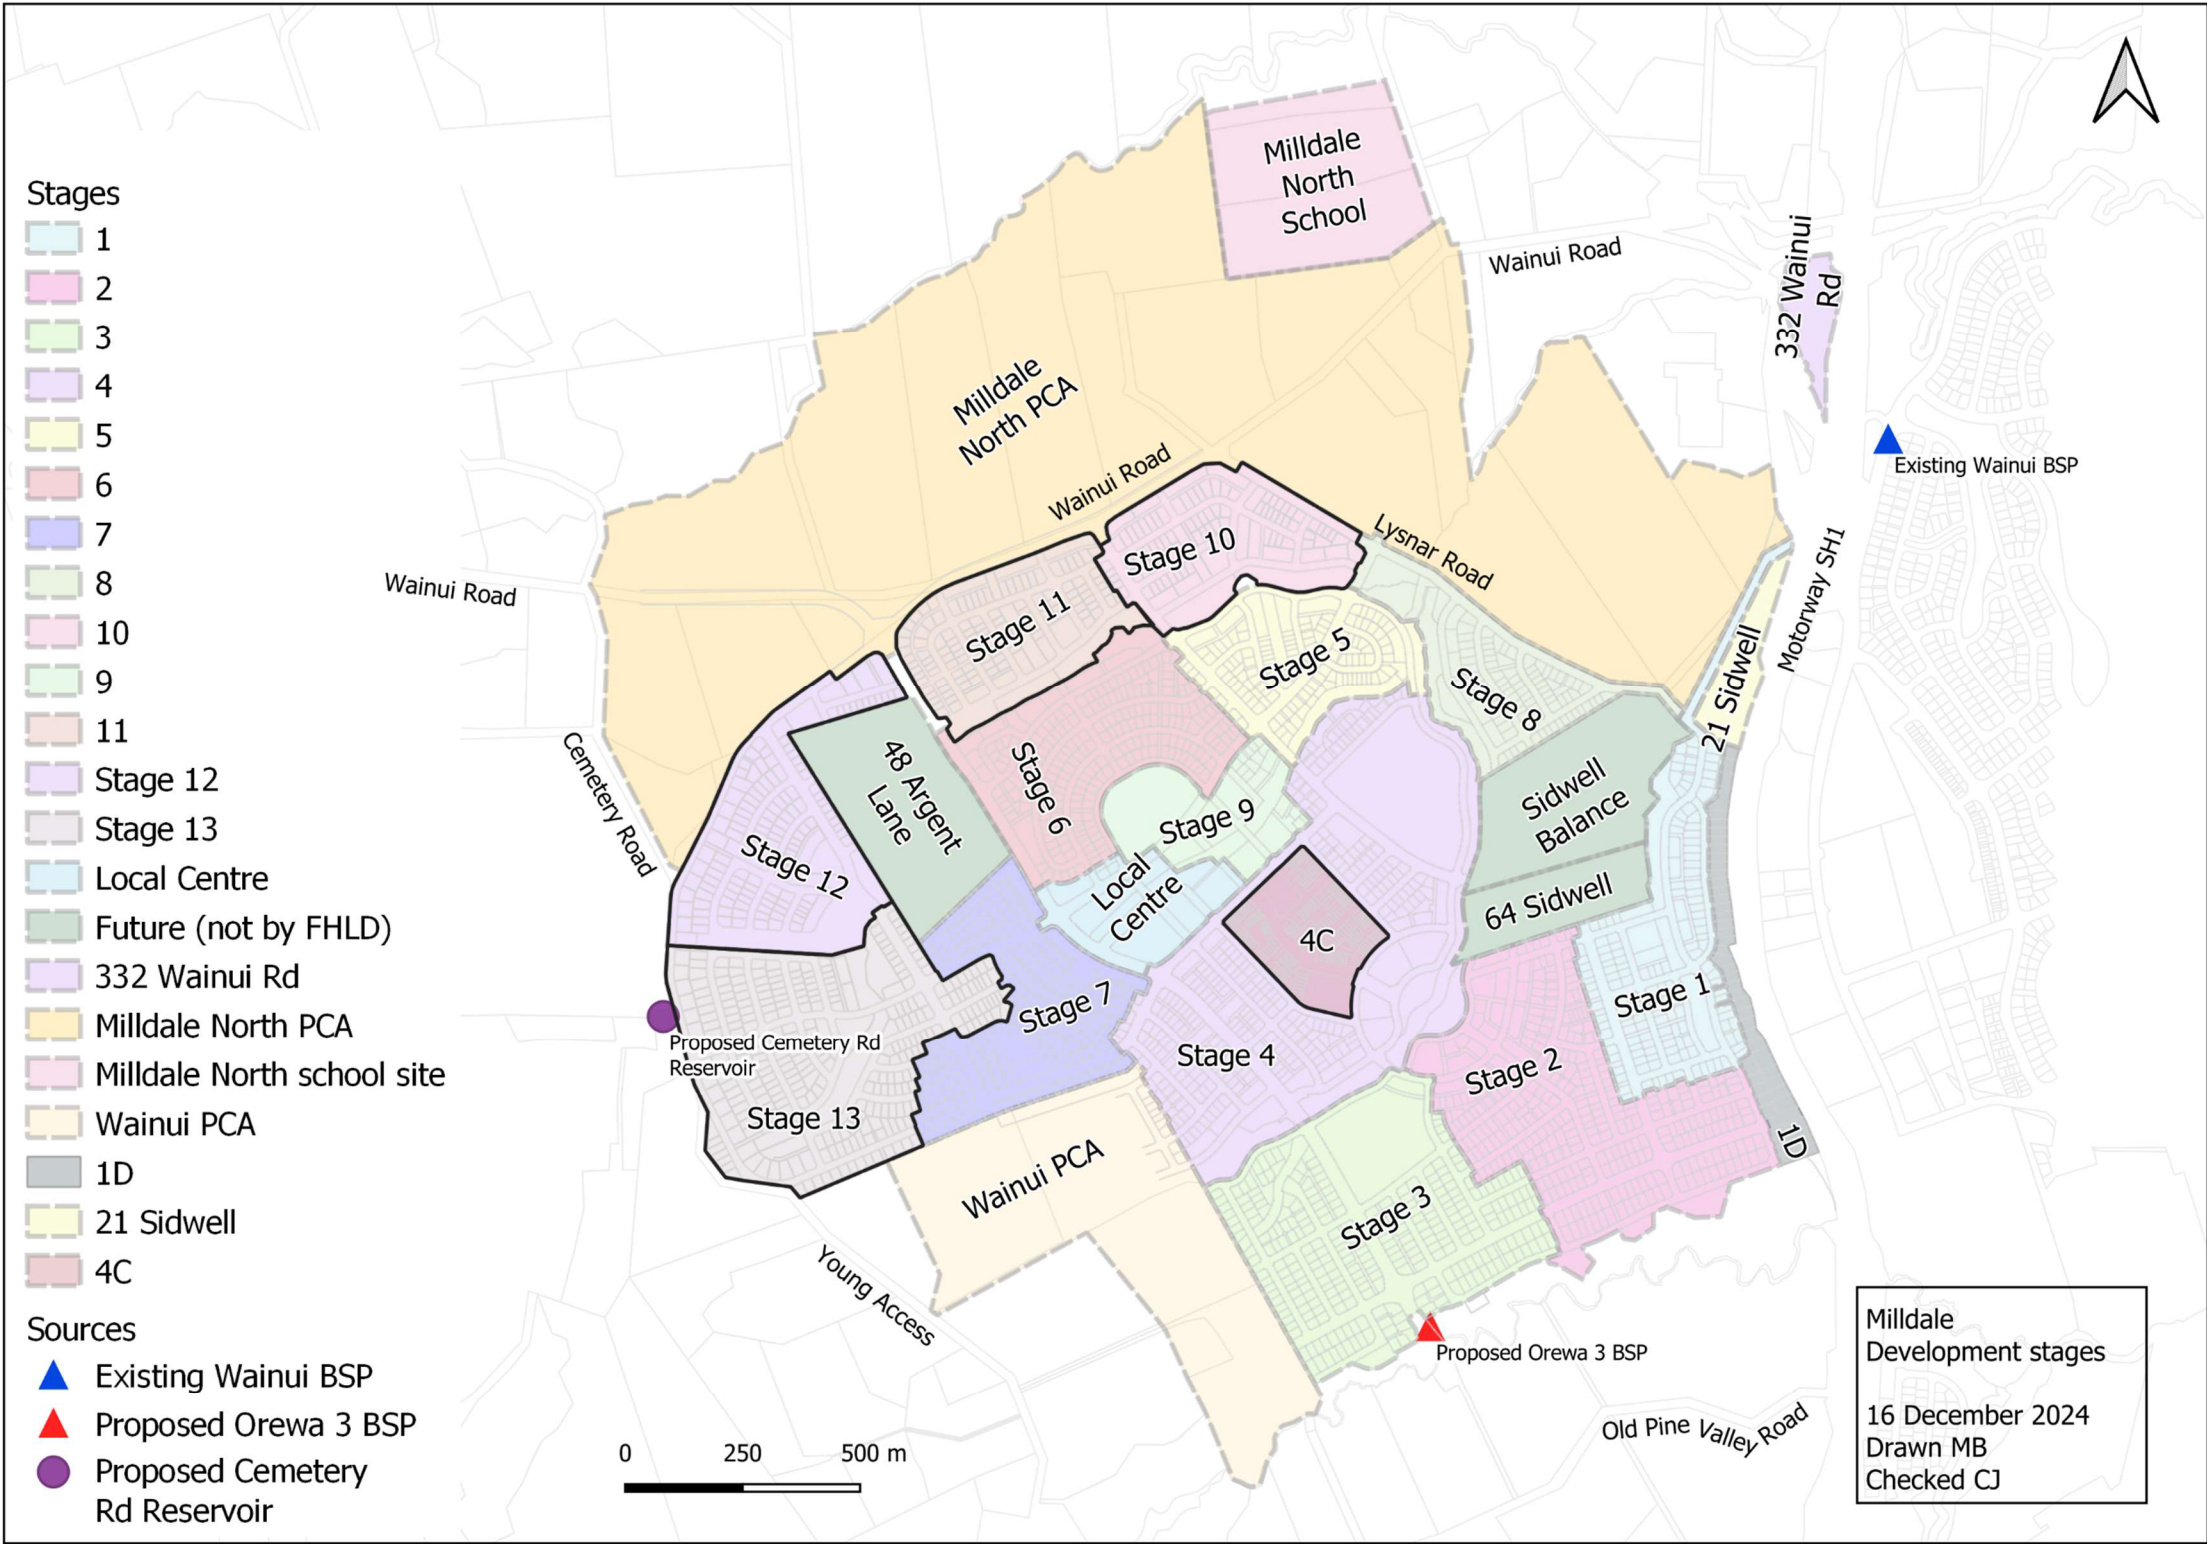 Stages
1
2
3
4
5
6
7
8
10
9
11
Stage 12
Stage 13
Local Centre
Future (not by FHLD)
332 Wainui Rd
Milldale North PCA
Milldale North school site
Wainui PCA
1D
21 Sidwell
4C
Sources
Existing Wainui BSP
Proposed Orewa 3 BSP
Proposed Cemetery
Rd Reservoir
Milldale
North
School
Wainui Road
332 Wainui
Rd
Milldale
North PCA
Existing Wainui BSP
Wainui Road
Stage 10
Lysnar Road
Motorway SH1
Wainui Road
Stage 11
Stage 5
Stage 8
21 Sidwell
Cemetery Road
48 Argent
Lane
Stage 6
Stage 9
Sidwell
Balance
Stage 12
Local
Centre
4C
64 Sidwell
Stage 1
Stage 7
Proposed Cemetery Rd
Reservoir
Stage 4
Stage 2
Stage 13
1D
Wainui PCA
Stage 3
Young Access
Proposed Orewa 3 BSP
Old Pine Valley Road
0 250 500 m
Milldale
Development stages
16 December 2024
Drawn MB
Checked CJ